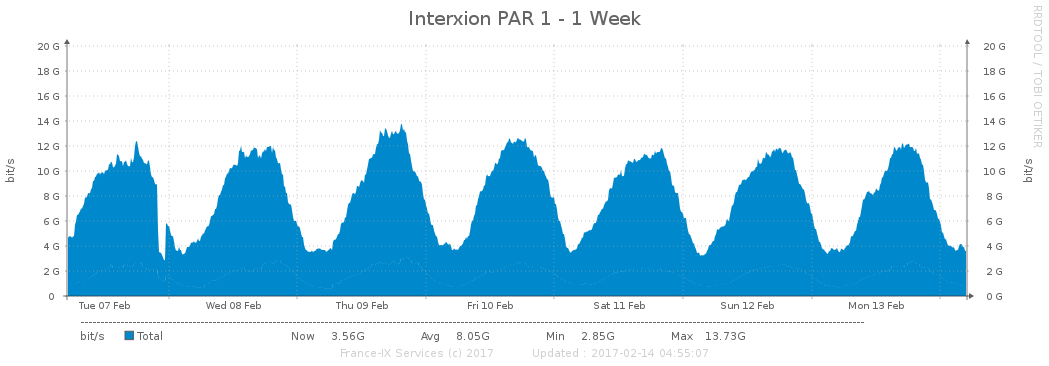 Interxion PAR 1 - 1 Week
RRDTOOL / TOBI OETIKER
bit/s
20 G
18 G
16 G
14 G
12 G
10 G
8 G
6 G
4 G
2 G
0
20 G
18 G
16 G
14 G
12 G
10 G
8 G
6 G
4 G
2 G
0 G
bit/s
Tue 07 Feb Wed 08 Feb Thu 09 Feb Fri 10 Feb Sat 11 Feb Sun 12 Feb Mon 13 Feb
bit/s Total Now 3.56G Avg 8.05G Min 2.85G Max 13.73G
France-IX Services (c) 2017 Updated : 2017-02-14 04:55:07